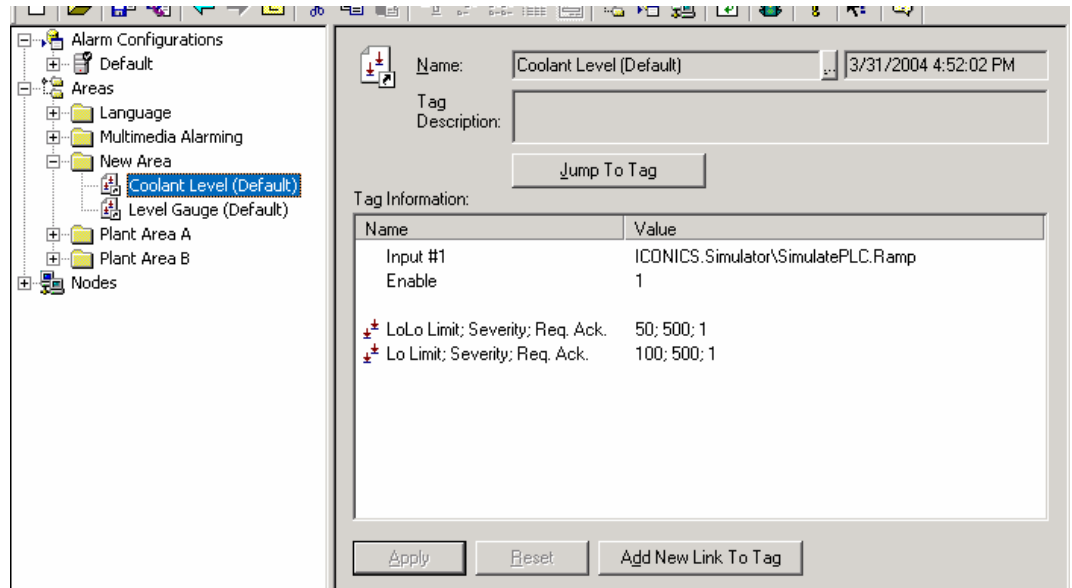 Alarm Configurations
Default
Areas
Language
Multimedia Alarming
New Area
Coolant Level (Default)
Level Gauge (Default)
Plant Area A
Plant Area B
Nodes
Name: Coolant Level (Default) ... 3/31/2004 4:52:02 PM
Tag
Description:
Jump To Tag
Tag Information:
Name Value
Input #1 ICONICS.Simulator\SimulatePLC.Ramp
Enable 1
LoLo Limit; Severity; Req. Ack. 50; 500; 1
Lo Limit; Severity; Req. Ack. 100; 500; 1
Apply Reset Add New Link To Tag